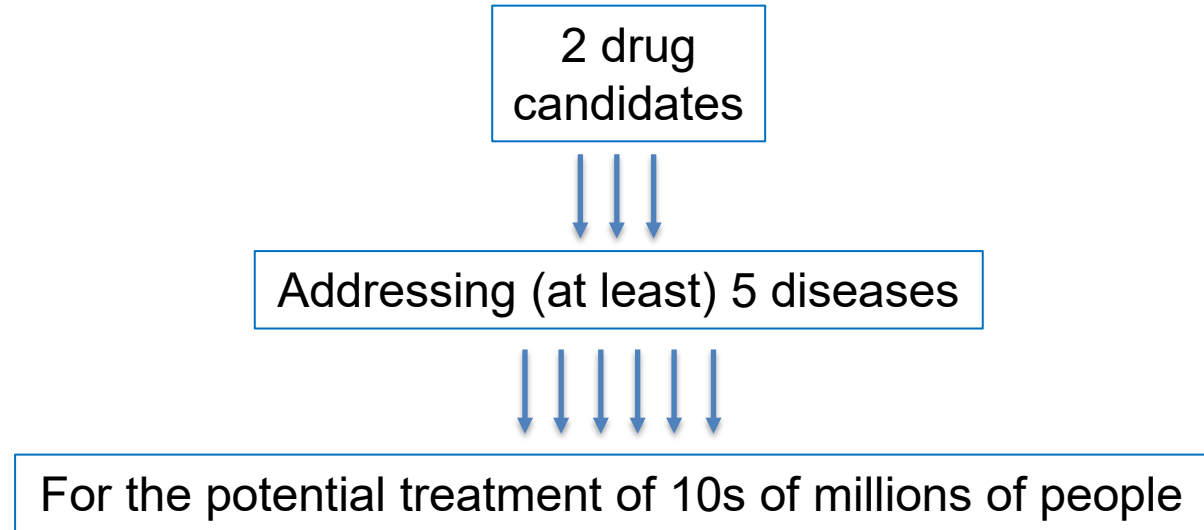 2 drug
candidates
Addressing (at least) 5 diseases
For the potential treatment of 10s of millions of people